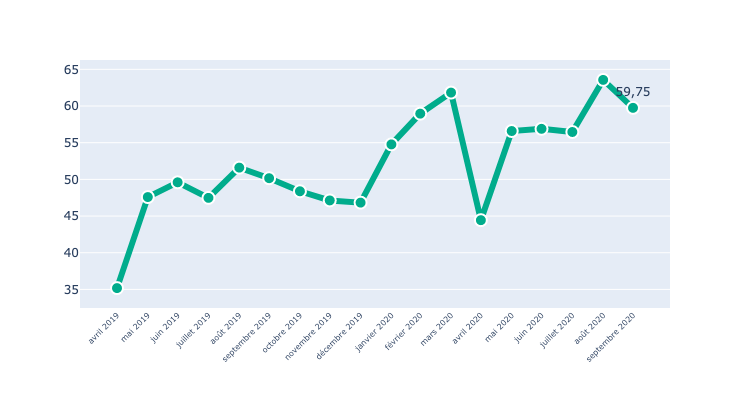 65
60
55
50
45
40
35
59,75
avril 2019
mai 2019
juin 2019
juillet 2019
août 2019
septembre 2019
octobre 2019
novembre 2019
décembre 2019
janvier 2020
février 2020
mars 2020
avril 2020
mai 2020
juin 2020
juillet 2020
août 2020
septembre 2020